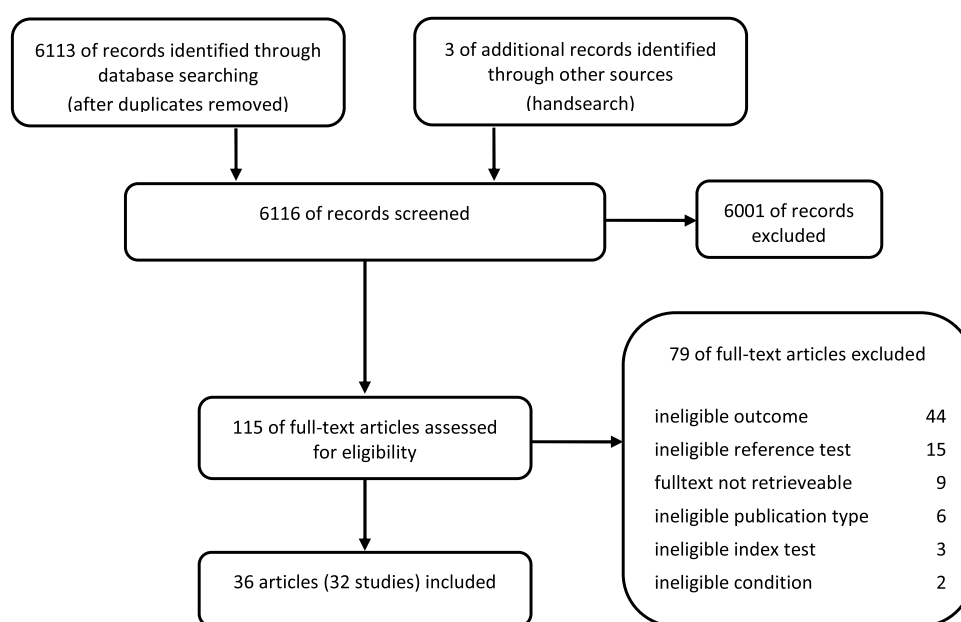 6113 of records identified through
database searching
(after duplicates removed)
3 of additional records identified
through other sources
(handsearch)
6116 of records screened
6001 of records
excluded
79 of full-text articles excluded
ineligible outcome 44
ineligible reference test 15
fulltext not retrieveable 9
ineligible publication type 6
ineligible index test 3
ineligible condition 2
115 of full-text articles assessed
for eligibility
36 articles (32 studies) included